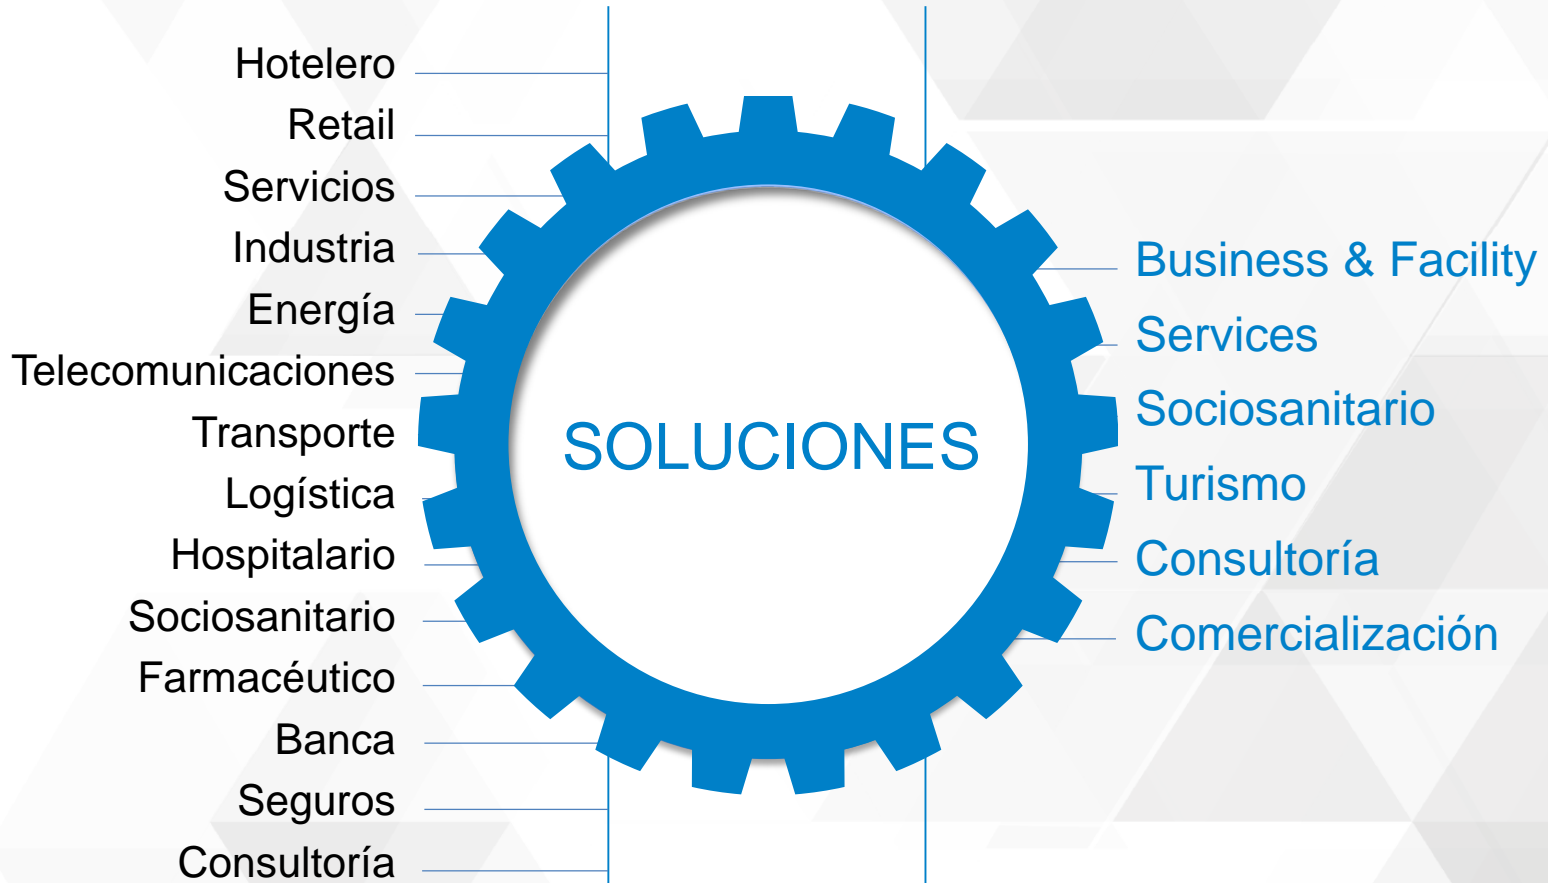 Hotelero
Retail
Servicios
Industria
Energía
Telecomunicaciones
Transporte
Logística
Hospitalario
Sociosanitario
Farmacéutico
Banca
Seguros
Consultoría
SOLUCIONES
Business & Facility
Services
Sociosanitario
Turismo
Consultoría
Comercialización